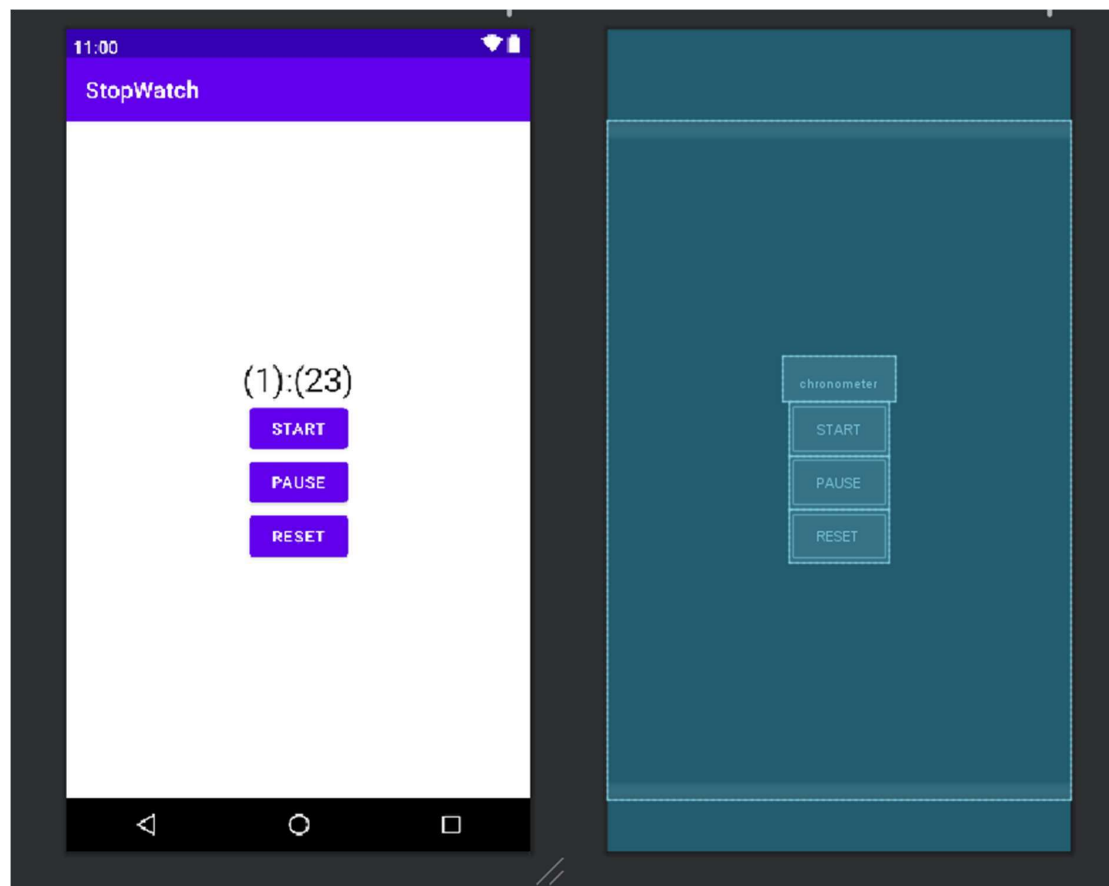 11:00
StopWatch
(1):(23)
START
PAUSE
RESET
chronometer
START
PAUSE
RESET